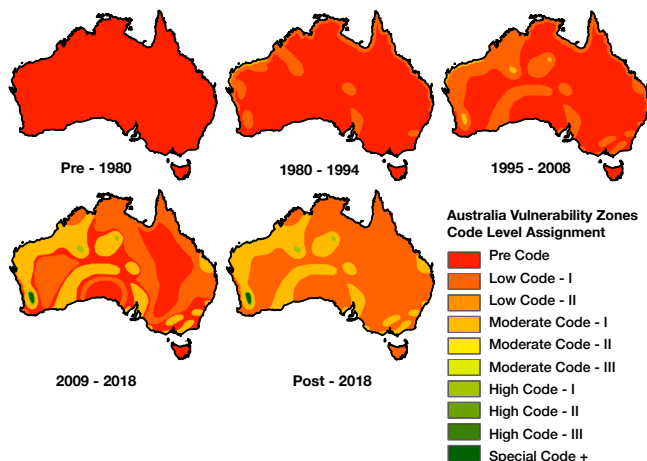 Pre - 1980
1980 - 1994
1995 - 2008
2009 - 2018
Post - 2018
Australia Vulnerability Zones
Code Level Assignment
Pre Code
Low Code - I
Low Code - II
Moderate Code - I
Moderate Code - II
Moderate Code - III
High Code - I
High Code - II
High Code - III
Special Code +